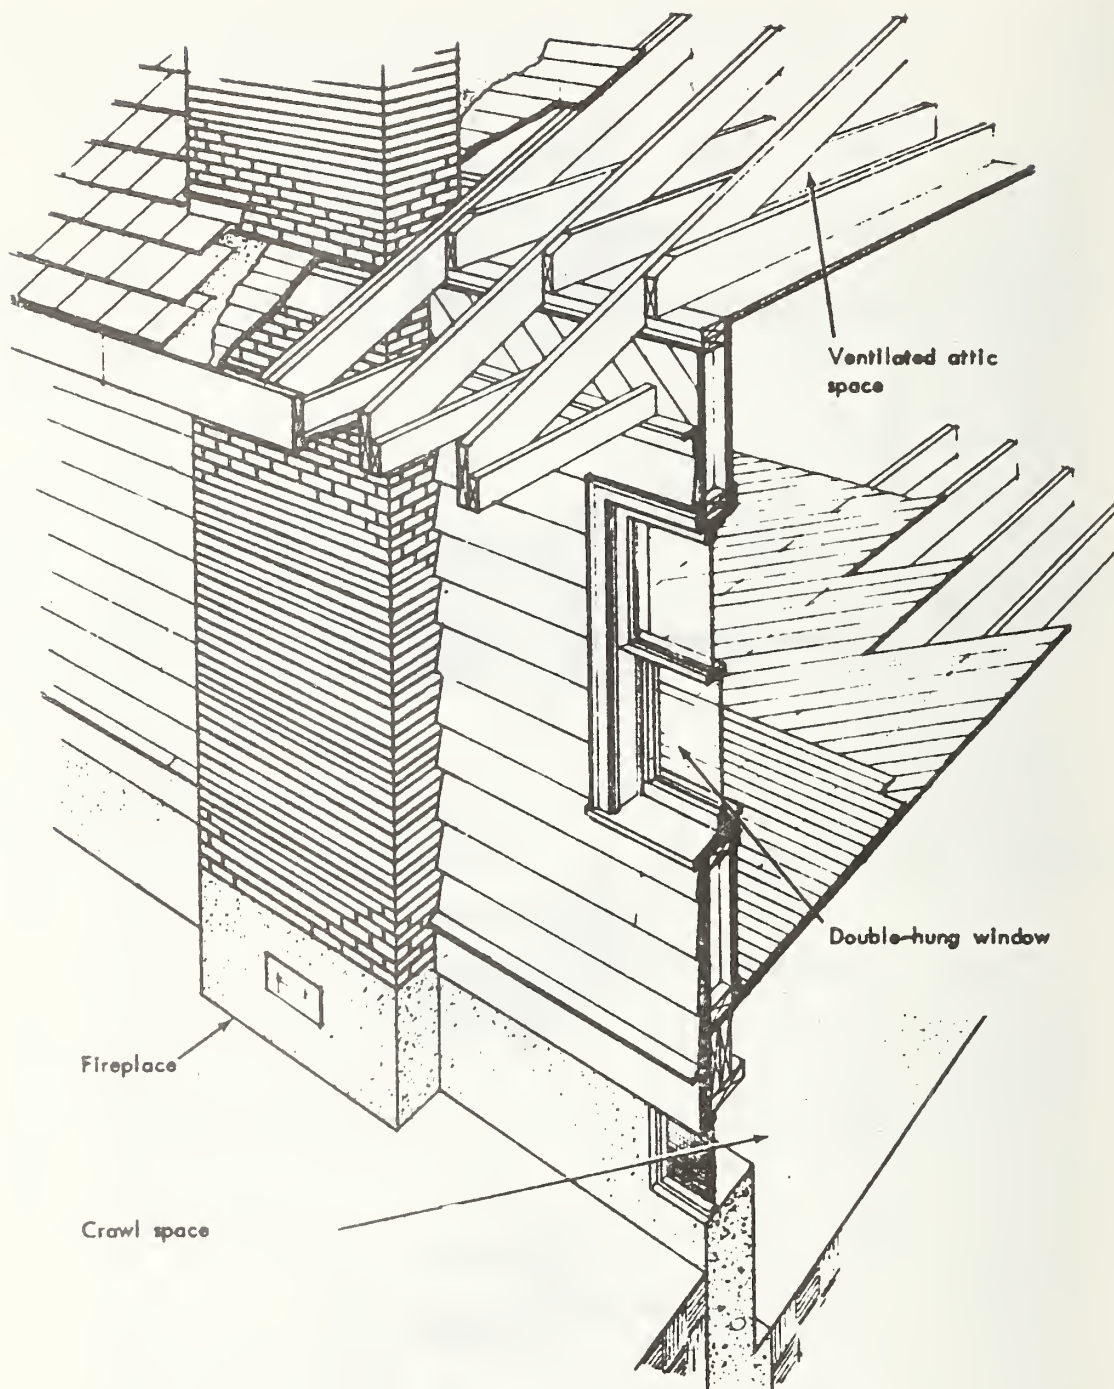 Ventilated attic
space
Double-hung window
Fireplace
Crawl space